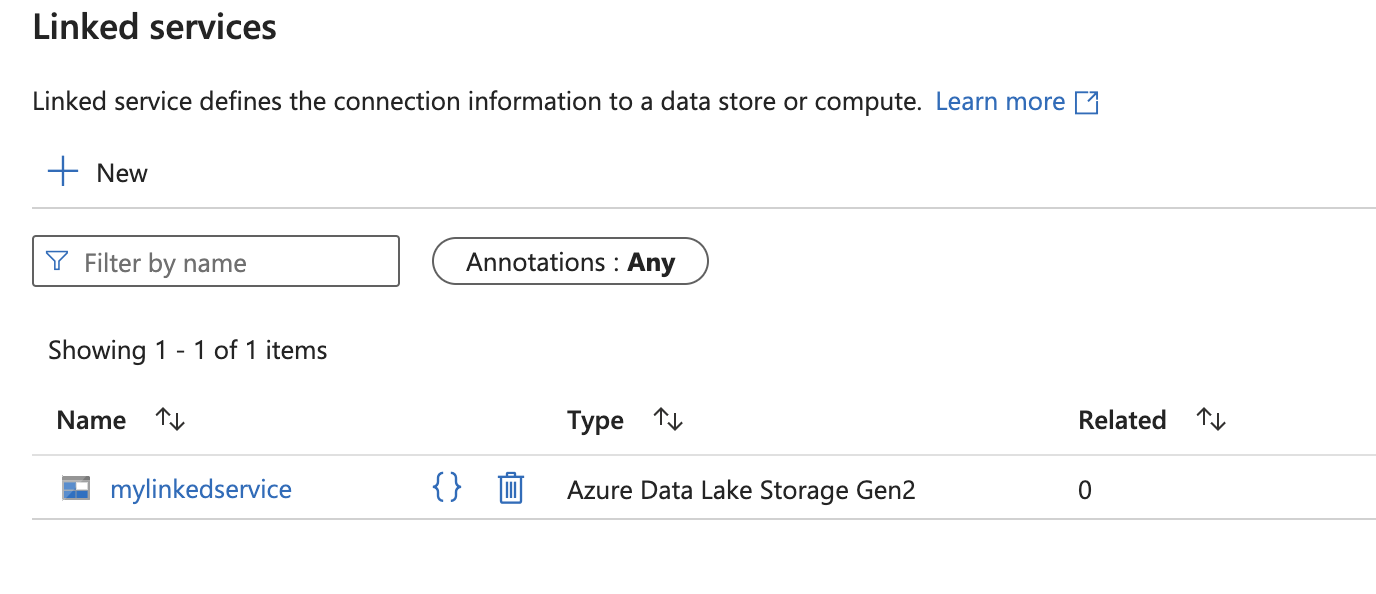 Linked services
Linked service defines the connection information to a data store or compute. Learn more
New
Filter by name
Annotations : Any
Showing 1 - 1 of 1 items
Name Type Related
mylinkedservice {} Azure Data Lake Storage Gen2 0